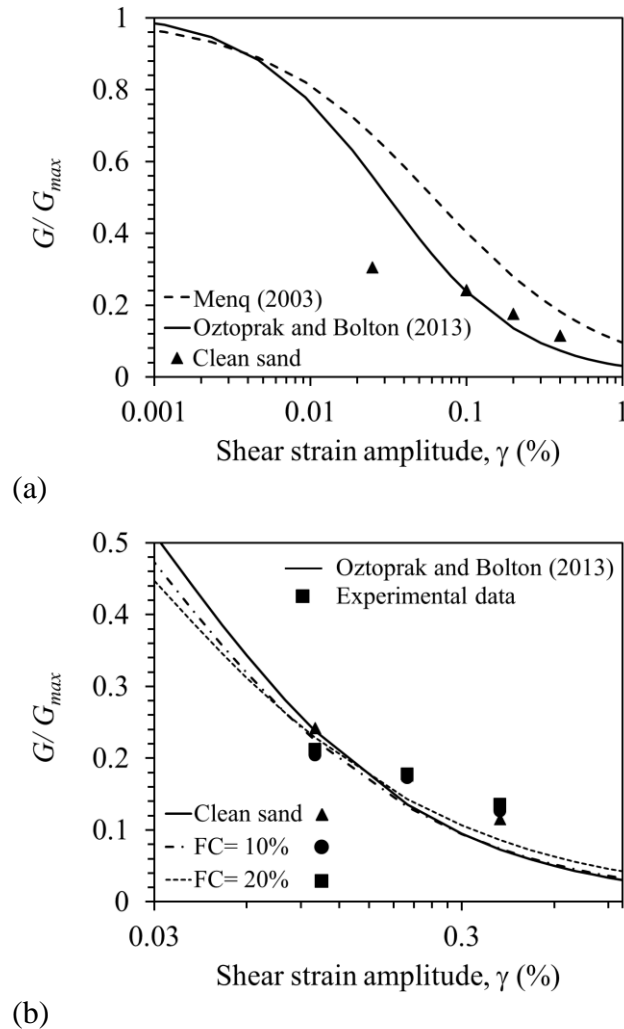 1
0.8
0.6
0.4
0.2
0
G/ Gmax
Menq (2003)
Oztoprak and Bolton (2013)
Clean sand
0.001 0.01 0.1 1
Shear strain amplitude, γ (%)
(a)
0.5
0.4
0.3
0.2
0.1
0
G/ Gmax
Oztoprak and Bolton (2013)
Experimental data
Clean sand
FC= 10%
FC= 20%
0.03 0.3
Shear strain amplitude, γ (%)
(b)